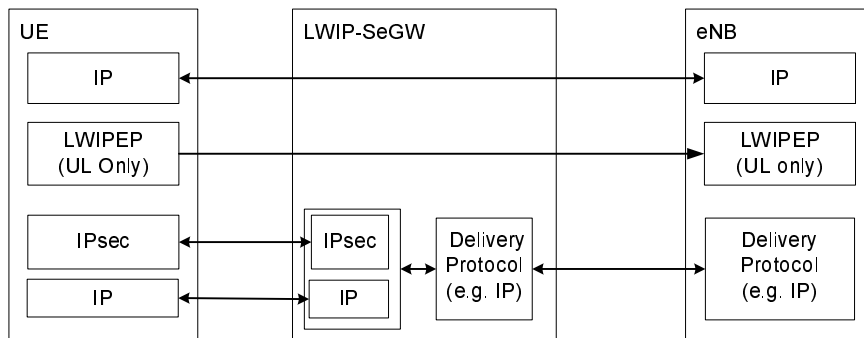 UE
LWIP-SeGW
eNB
IP
IP
LWIPEP
(UL Only)
LWIPEP
(UL only)
IPsec
IPsec
Delivery
Protocol
(e.g. IP)
Delivery
Protocol
(e.g. IP)
IP
IP